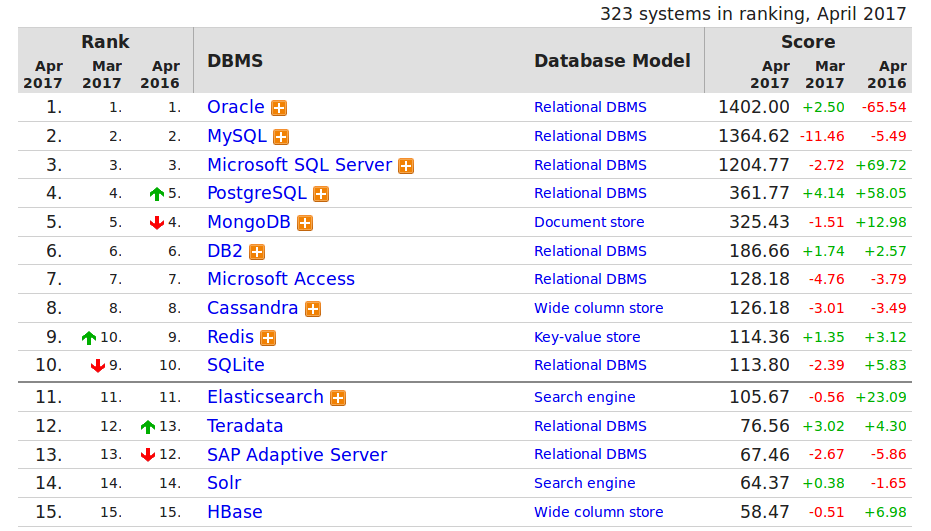 323 systems in ranking, April 2017
Rank DBMS Database Model Score
Apr 2017 Mar 2017 Apr 2016 Apr 2017 Mar 2017 Apr 2016
1. 1. 1. Oracle Relational DBMS 1402.00 +2.50 -65.54
2. 2. 2. MySQL Relational DBMS 1364.62 -11.46 -5.49
3. 3. 3. Microsoft SQL Server Relational DBMS 1204.77 -2.72 +69.72
4. 4. 5. PostgreSQL Relational DBMS 361.77 +4.14 +58.05
5. 5. 4. MongoDB Document store 325.43 -1.51 +12.98
6. 6. 6. DB2 Relational DBMS 186.66 +1.74 +2.57
7. 7. 7. Microsoft Access Relational DBMS 128.18 -4.76 -3.79
8. 8. 8. Cassandra Wide column store 126.18 -3.01 -3.49
9. 10. 9. Redis Key-value store 114.36 +1.35 +3.12
10. 9. 10. SQLite Relational DBMS 113.80 -2.39 +5.83
11. 11. 11. Elasticsearch Search engine 105.67 -0.56 +23.09
12. 12. 13. Teradata Relational DBMS 76.56 +3.02 +4.30
13. 13. 12. SAP Adaptive Server Relational DBMS 67.46 -2.67 -5.86
14. 14. 14. Solr Search engine 64.37 +0.38 -1.65
15. 15. 15. HBase Wide column store 58.47 -0.51 +6.98